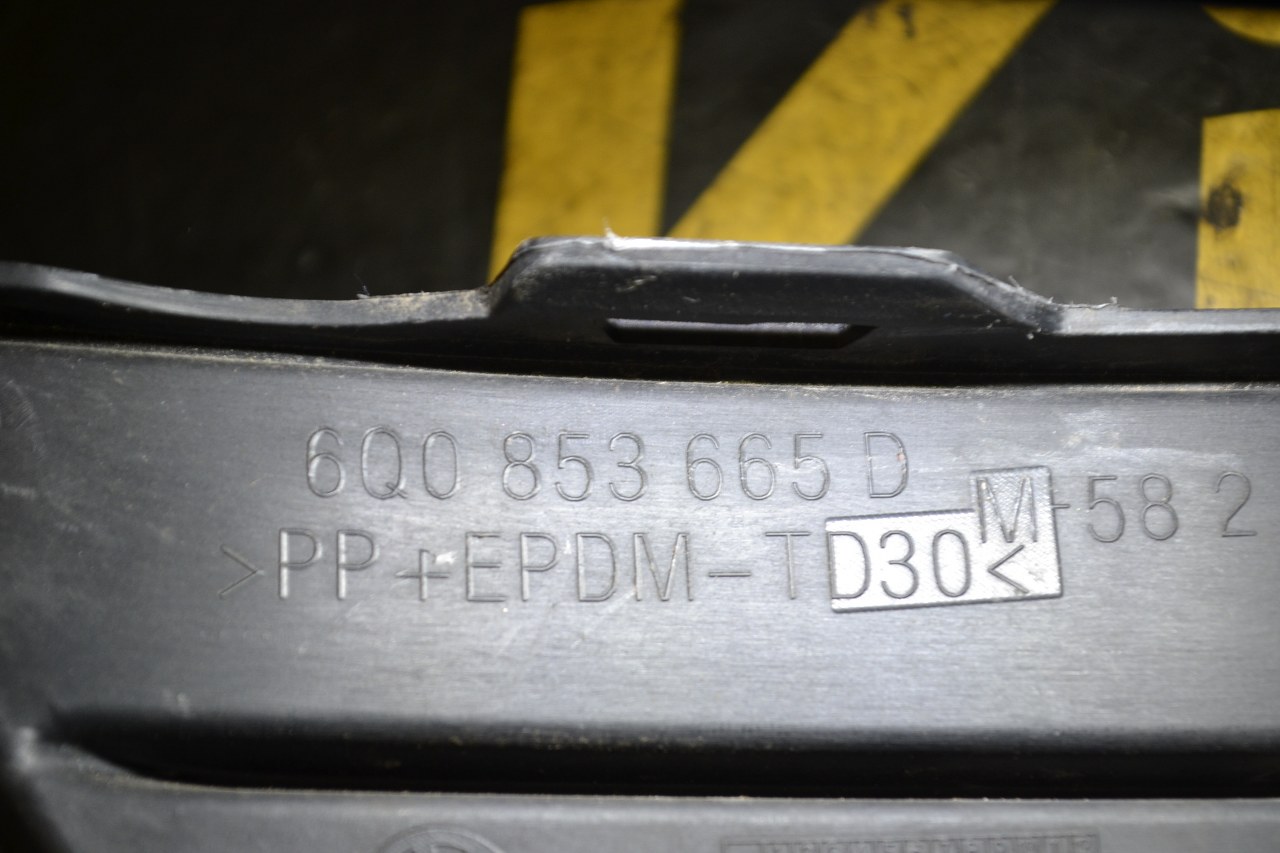 6Q0 853 665 D
M-58 2
>PP+EPDM-TD30<